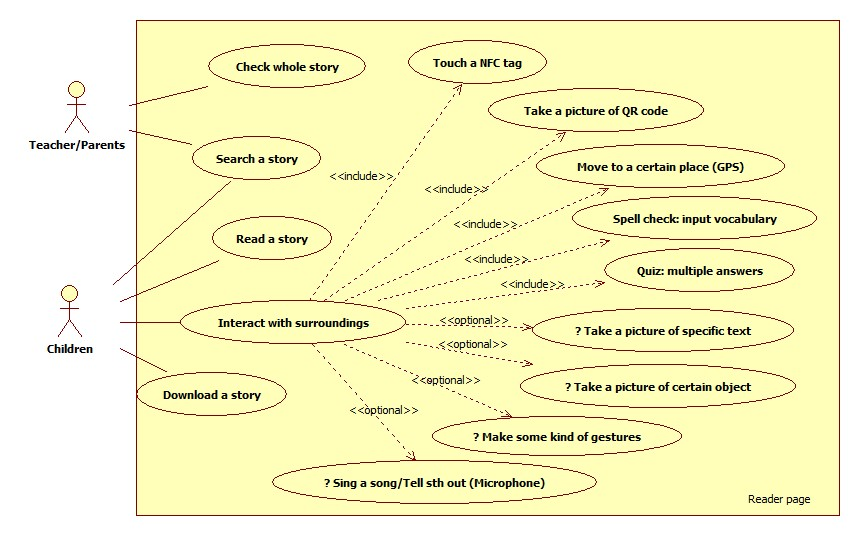 Check whole story
Touch a NFC tag
Take a picture of QR code
Teacher/Parents
Search a story
Move to a certain place (GPS)
<<include>>
<<include>>
Spell check: input vocabulary
<<include>>
Read a story
<<include>>
Quiz: multiple answers
<<include>>
Interact with surroundings
<<optional>>
? Take a picture of specific text
Children
<<optional>>
<<optional>>
? Take a picture of certain object
Download a story
<<optional>>
? Make some kind of gestures
? Sing a song/Tell sth out (Microphone)
Reader page